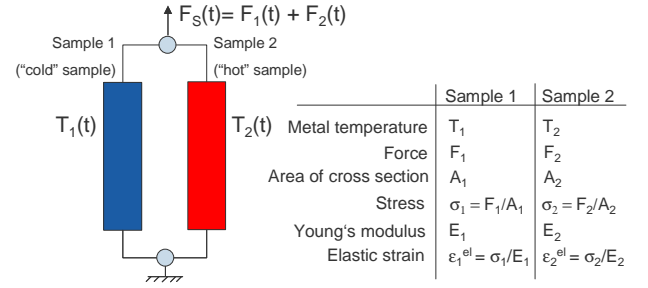 F_S(t)= F_1(t) + F_2(t)
Sample 1 Sample 2
("cold" sample) ("hot" sample)
T_1(t) T_2(t)
Sample 1 Sample 2
Metal temperature T_1 T_2
Force F_1 F_2
Area of cross section A_1 A_2
Stress σ_1 = F_1/A_1 σ_2 = F_2/A_2
Young's modulus E_1 E_2
Elastic strain ε_1^el = σ_1/E_1 ε_2^el = σ_2/E_2